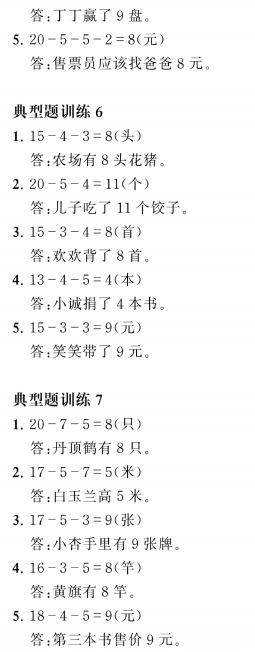 答:丁丁赢了 9 盘。
5. 20-5-5-2=8(元)
答:售票员应该找爸爸 8 元。
典型题训练 6
1. 15-4-3=8(头)
答:农场有 8 头花猪。
2. 20-5-4=11(个)
答:儿子吃了 11 个饺子。
3. 15-3-4=8(首)
答:欢欢背了 8 首。
4. 13-4-5=4(本)
答:小诚捐了 4 本书。
5. 15-3-3=9(元)
答:笑笑带了 9 元。
典型题训练 7
1. 20-7-5=8(只)
答:丹顶鹤有 8 只。
2. 17-5-7=5(米)
答:白玉兰高 5 米。
3. 17-5-3=9(张)
答:小杏手里有 9 张牌。
4. 16-3-5=8(竿)
答:黄旗有 8 竿。
5. 18-4-5=9(元)
答:第三本书售价 9 元。